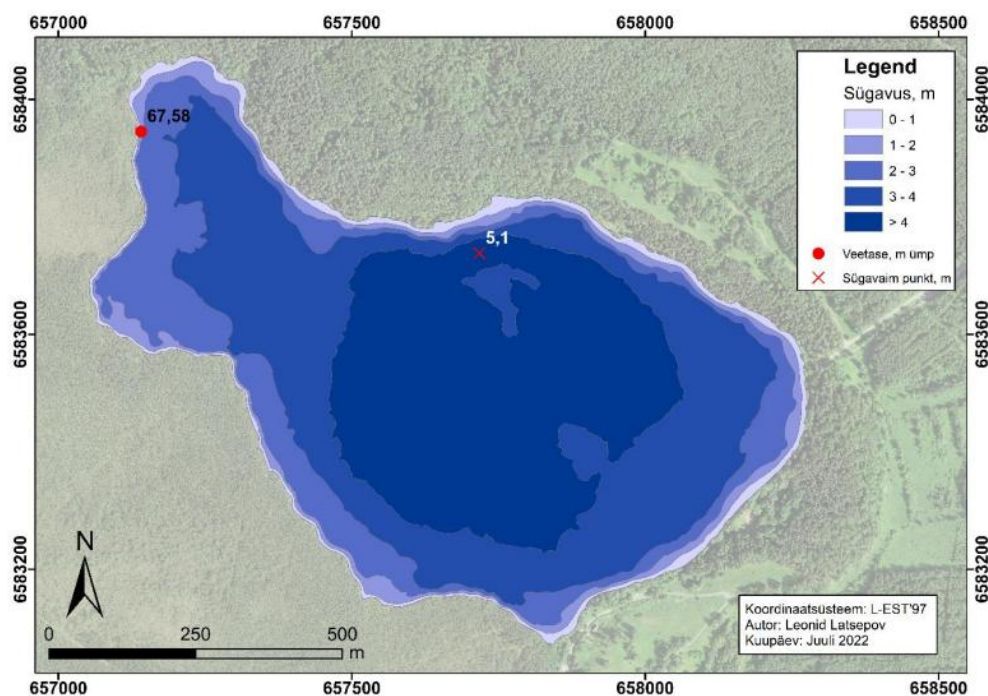 657000 657500 658000 658500
6584000 6584000
6583600 6583600
6583200 6583200
657000 657500 658000 658500
67,58
5,1
Legend
Sügavus, m
0 - 1
1 - 2
2 - 3
3 - 4
> 4
Veetase, m ümp
Sügavaim punkt, m
N
0 250 500
m
Koordinaatsüsteem: L-EST'97
Autor: Leonid Latsepov
Kuupäev: Juuli 2022